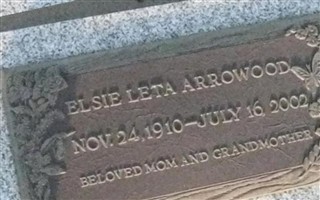 ELSIE LETA ARROWOOD
NOV. 24, 1910–JULY 16, 2002
BELOVED MOM AND GRANDMOTHER